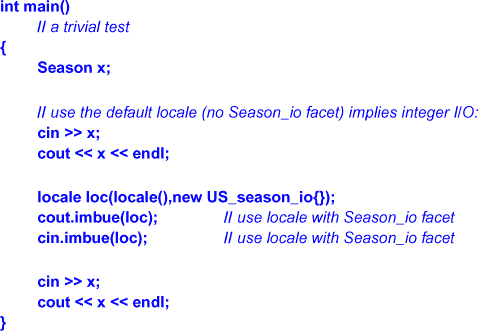 int main()
// a trivial test
{
Season x;
// use the default locale (no Season_io facet) implies integer I/O:
cin >> x;
cout << x << endl;
locale loc(locale(),new US_season_io{});
cout.imbue(loc); // use locale with Season_io facet
cin.imbue(loc); // use locale with Season_io facet
cin >> x;
cout << x << endl;
}